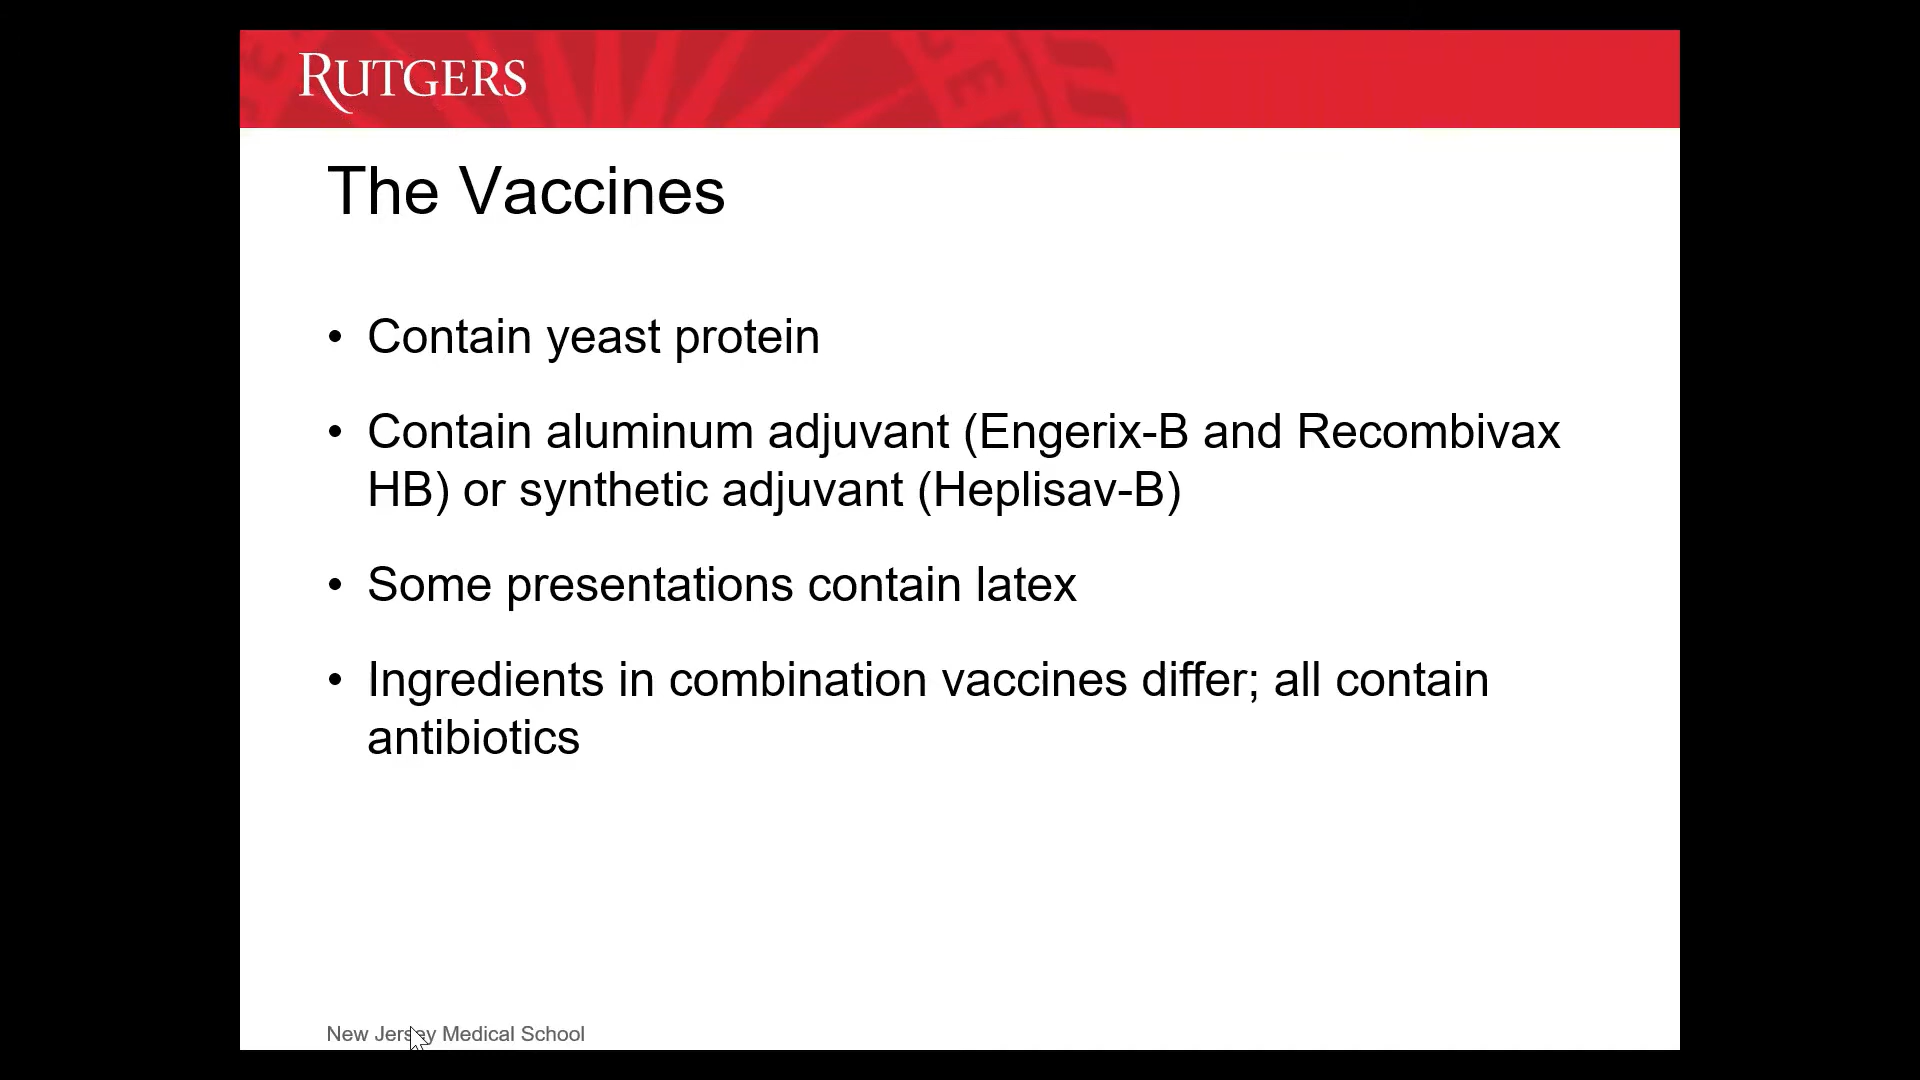 RUTGERS
The Vaccines
• Contain yeast protein
• Contain aluminum adjuvant (Engerix-B and Recombivax
HB) or synthetic adjuvant (Heplisav-B)
• Some presentations contain latex
• Ingredients in combination vaccines differ; all contain
antibiotics
New Jersey Medical School